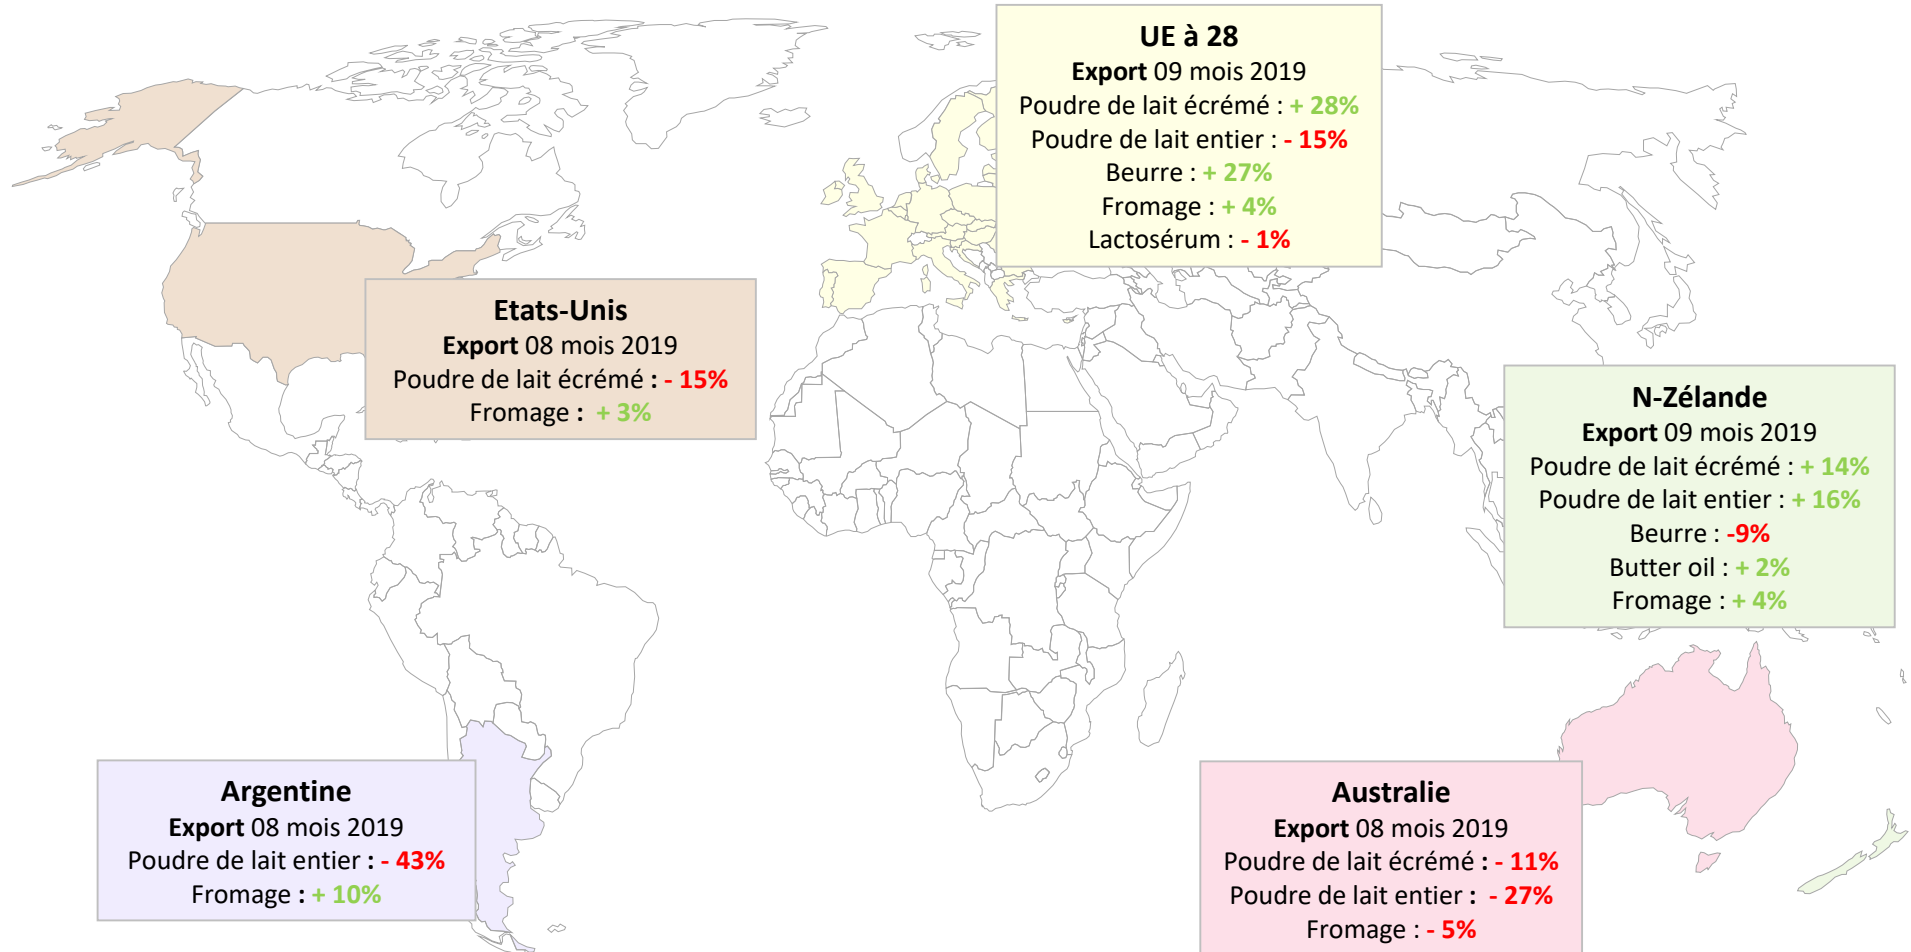 UE à 28
Export 09 mois 2019
Poudre de lait écrémé : + 28%
Poudre de lait entier : - 15%
Beurre : + 27%
Fromage : + 4%
Lactosérum : - 1%
Etats-Unis
Export 08 mois 2019
Poudre de lait écrémé : - 15%
Fromage : + 3%
N-Zélande
Export 09 mois 2019
Poudre de lait écrémé : + 14%
Poudre de lait entier : + 16%
Beurre : -9%
Butter oil : + 2%
Fromage : + 4%
Argentine
Export 08 mois 2019
Poudre de lait entier : - 43%
Fromage : + 10%
Australie
Export 08 mois 2019
Poudre de lait écrémé : - 11%
Poudre de lait entier : - 27%
Fromage : - 5%